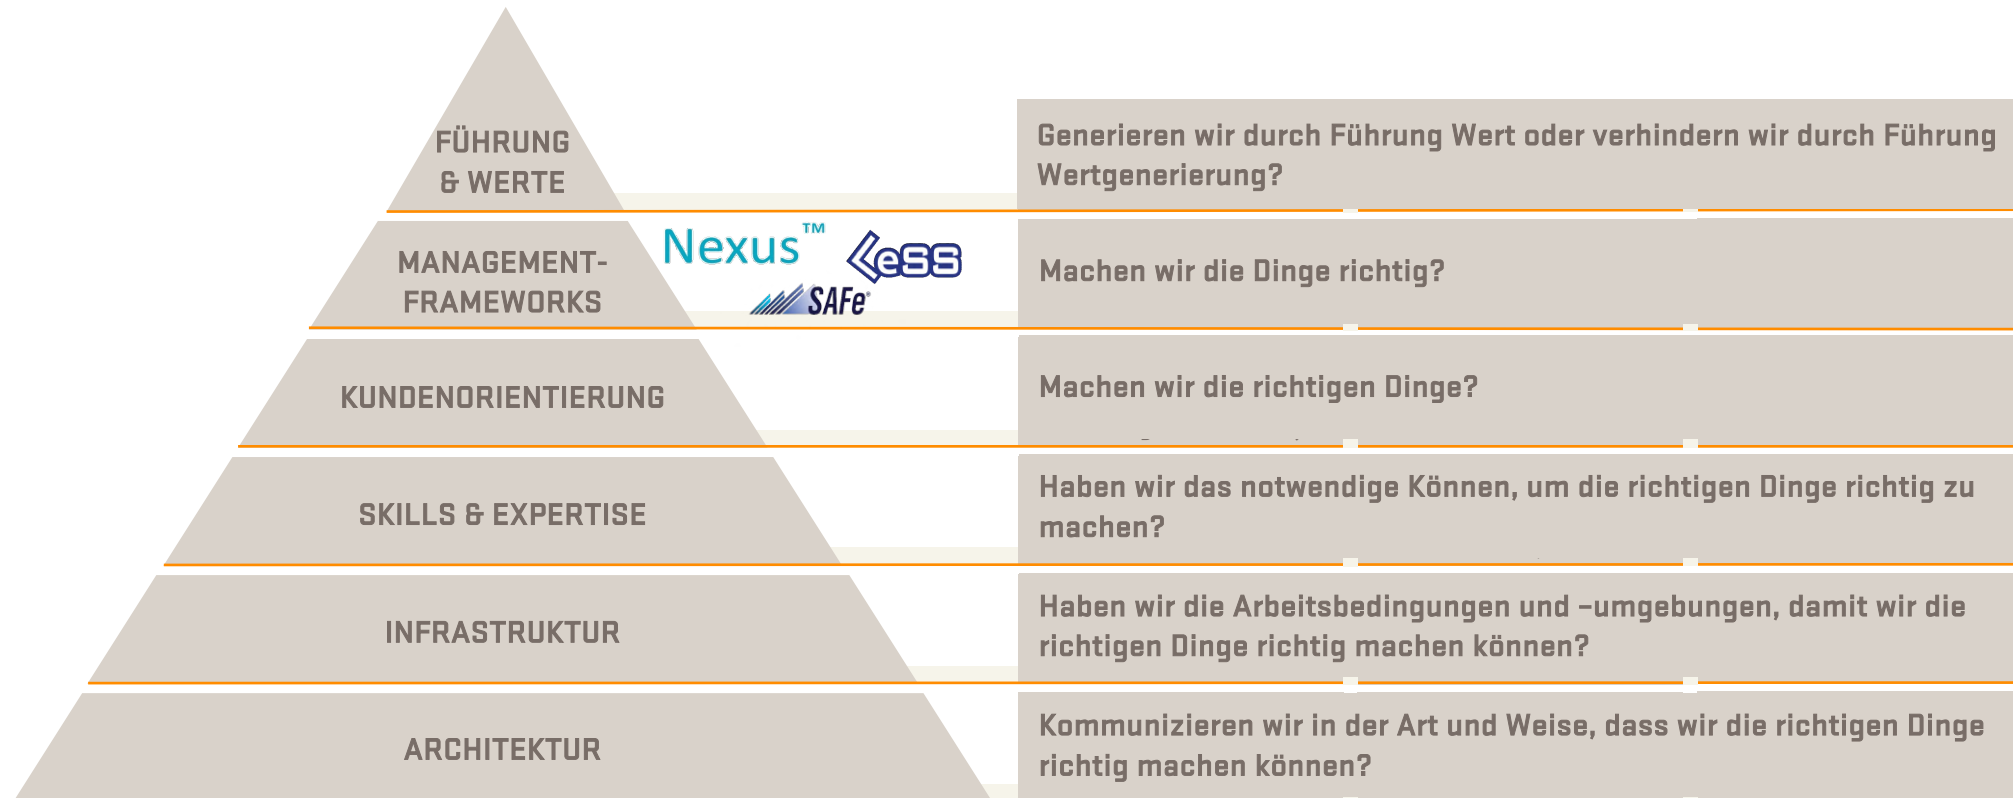 FÜHRUNG
& WERTE
Generieren wir durch Führung Wert oder verhindern wir durch Führung
Wertgenerierung?
MANAGEMENT-
FRAMEWORKS
Nexus™
LeSS
SAFe®
Machen wir die Dinge richtig?
KUNDENORIENTIERUNG
Machen wir die richtigen Dinge?
SKILLS & EXPERTISE
Haben wir das notwendige Können, um die richtigen Dinge richtig zu
machen?
INFRASTRUKTUR
Haben wir die Arbeitsbedingungen und –umgebungen, damit wir die
richtigen Dinge richtig machen können?
ARCHITEKTUR
Kommunizieren wir in der Art und Weise, dass wir die richtigen Dinge
richtig machen können?